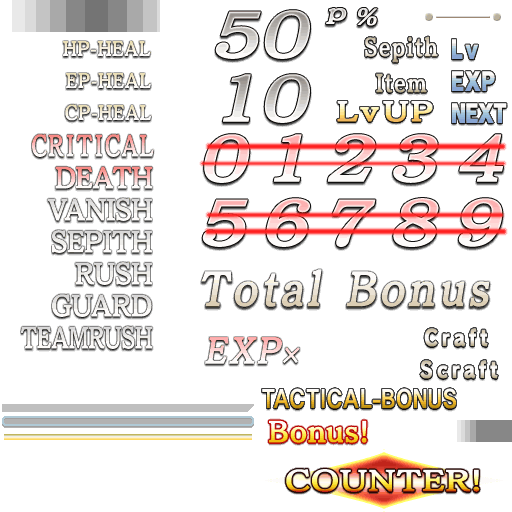 HP-HEAL
EP-HEAL
CP-HEAL
CRITICAL
DEATH
VANISH
SEPITH
RUSH
GUARD
TEAMRUSH
50 p %
Sepith Lv
10 Item EXP
LvUP NEXT
0 1 2 3 4
5 6 7 8 9
Total Bonus
EXP×
Craft
Scraft
TACTICAL-BONUS
Bonus!
COUNTER!